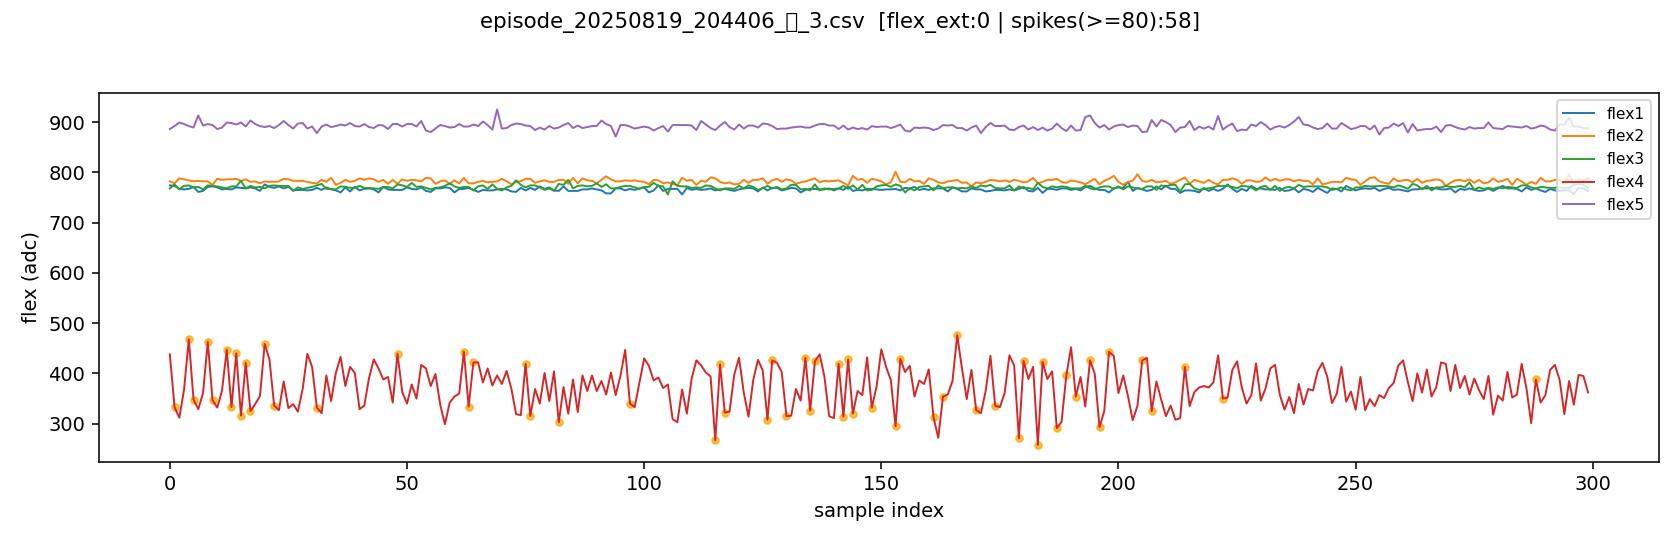 episode_20250819_204406_▯_3.csv  [flex_ext:0 | spikes(>=80):58]
900
800
700
600
500
400
300
flex (adc)
flex1
flex2
flex3
flex4
flex5
0
50
100
150
200
250
300
sample index